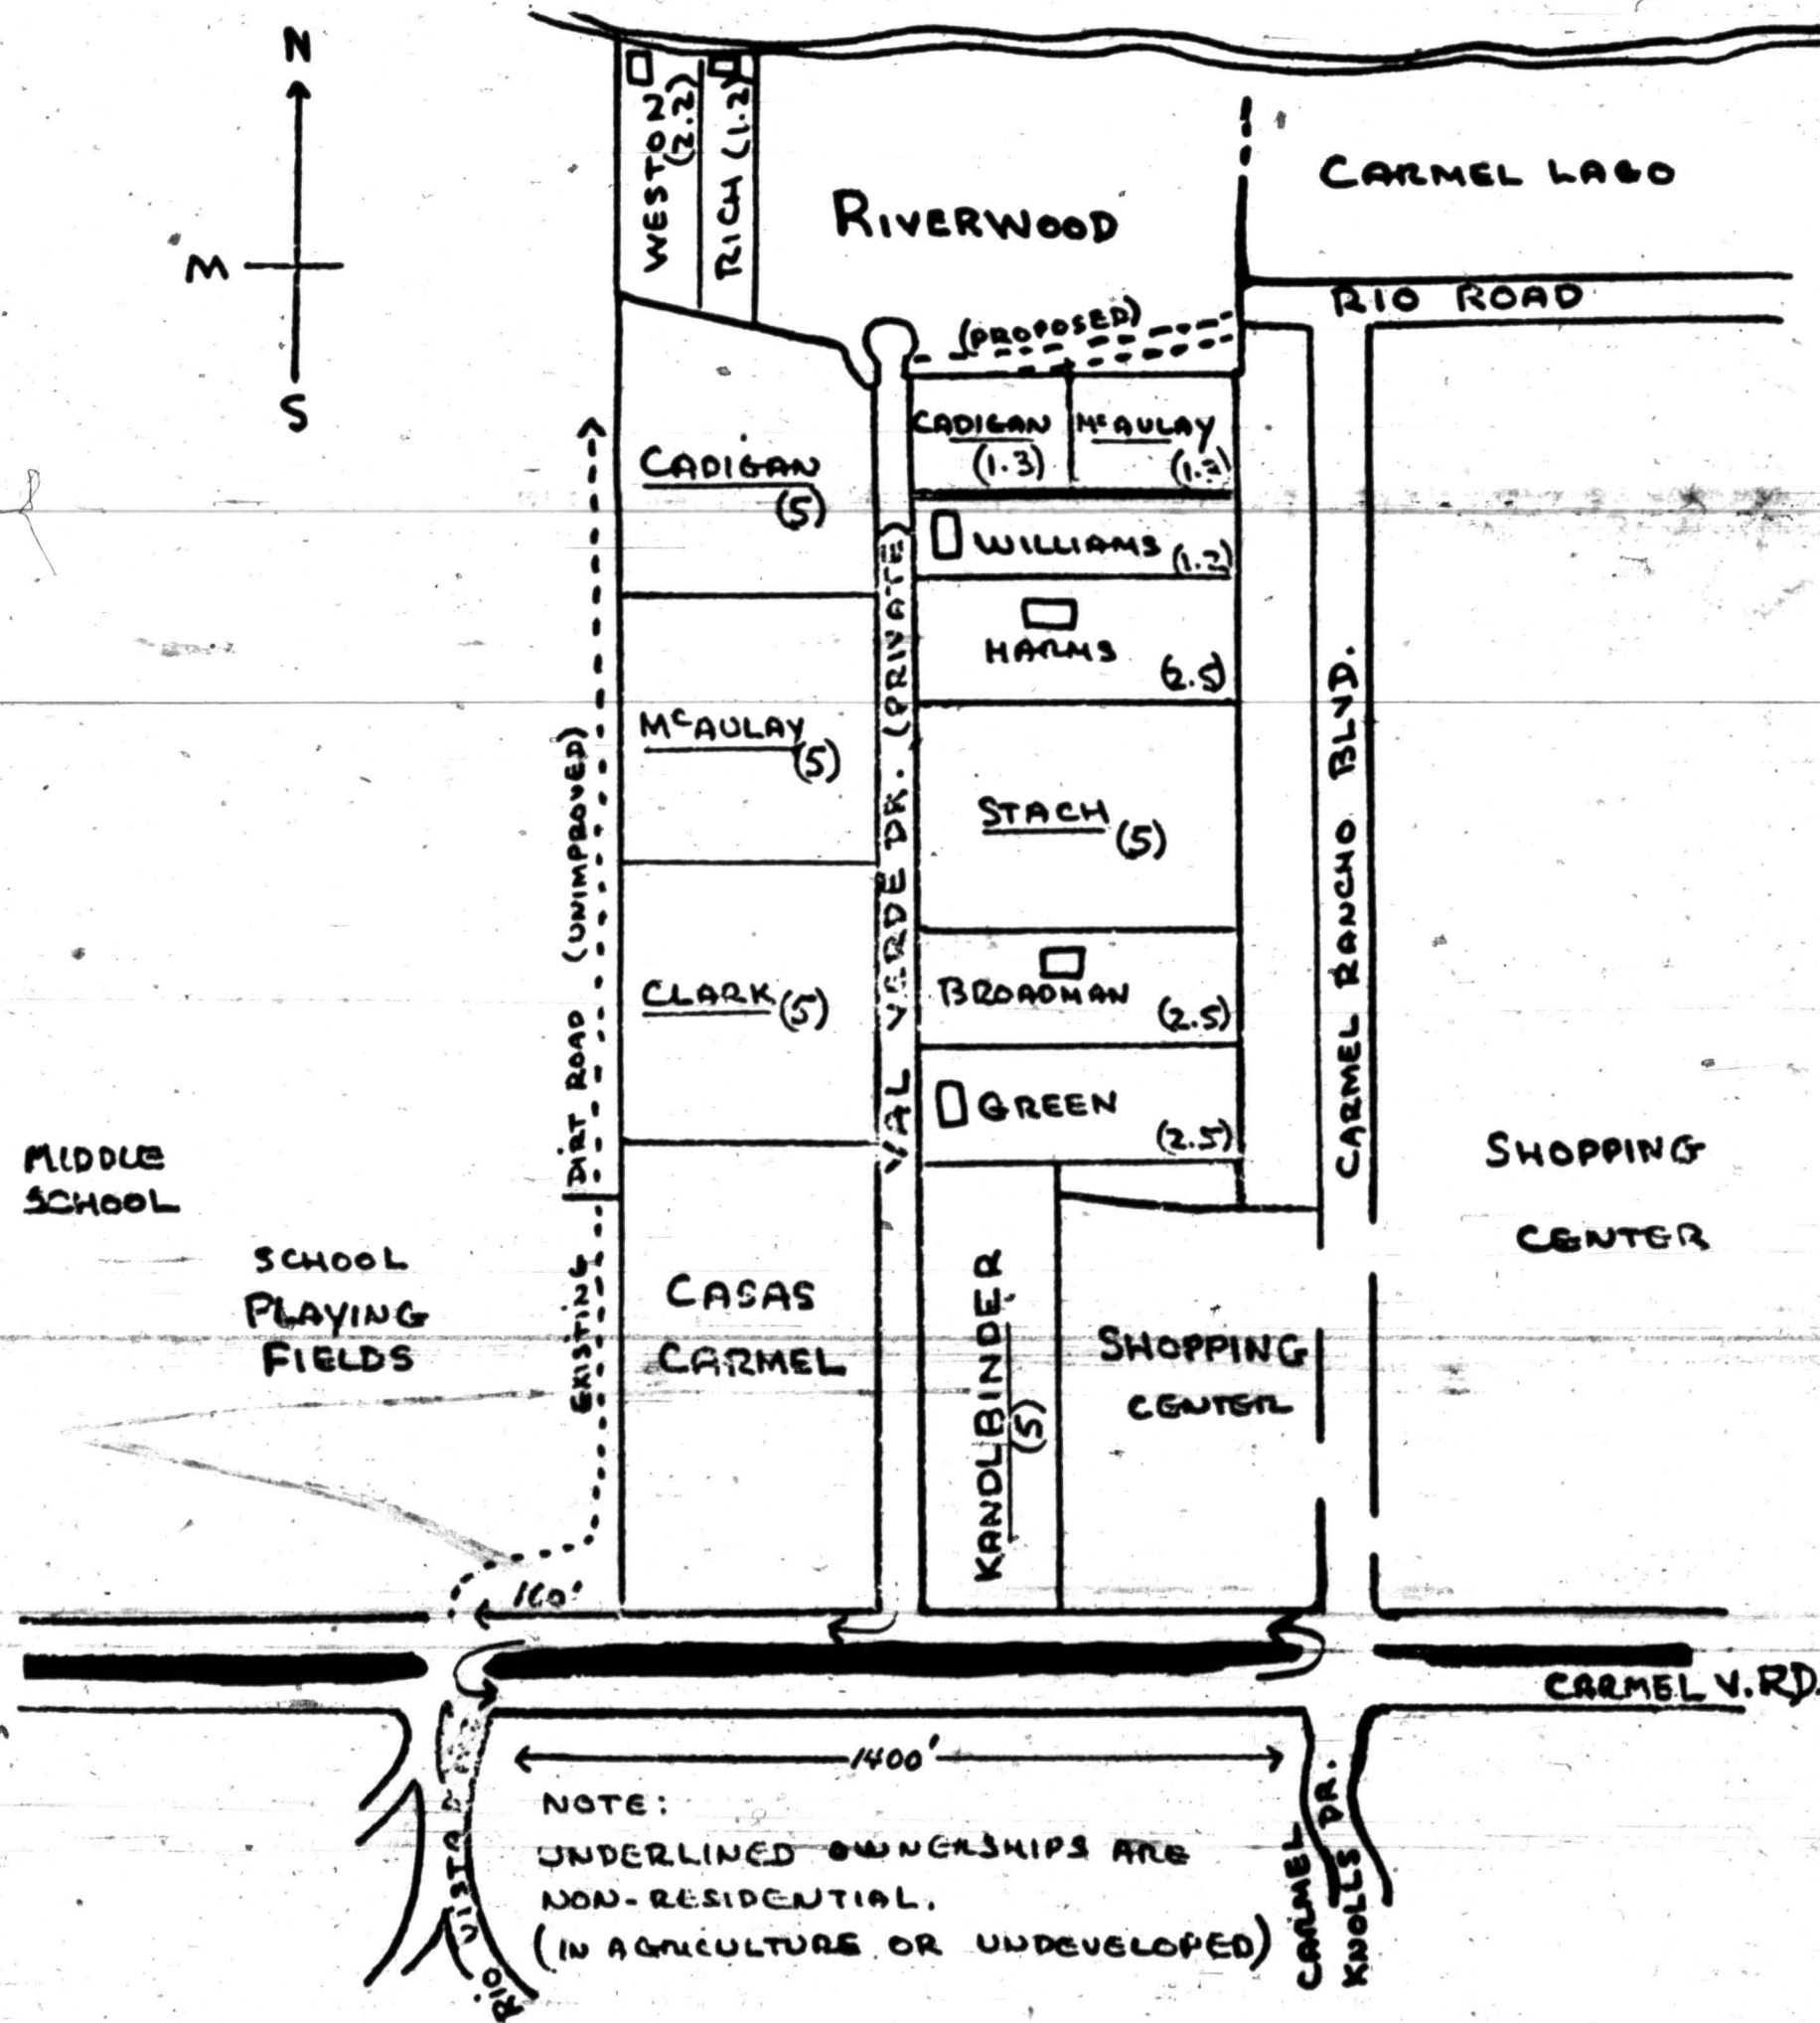 N
M
S
WESTON
(2.2)
RICH (1.2)
RIVERWOOD
CARMEL LAGO
RIO ROAD
(PROPOSED)
CADIGAN
(5)
CADIGAN
(1.3)
McAULAY
WILLIAMS (1.2)
HARMS
(2.5)
McAULAY
(5)
STACH
(5)
CLARK (5)
BROADMAN
(2.5)
GREEN
(2.5)
VAL VERDE DR. (PRIVATE)
CARMEL RANCHO BLVD.
EXISTING DIRT ROAD (UNIMPROVED)
MIDDLE
SCHOOL
SCHOOL
PLAYING
FIELDS
CASAS
CARMEL
KANDLBINDER
(5)
SHOPPING
CENTER
SHOPPING
CENTER
160'
CARMEL V. RD.
1400'
RIO VISTA
CARMEL
KNOLLS DR.
NOTE:
UNDERLINED OWNERSHIPS ARE
NON-RESIDENTIAL.
(IN AGRICULTURE OR UNDEVELOPED)